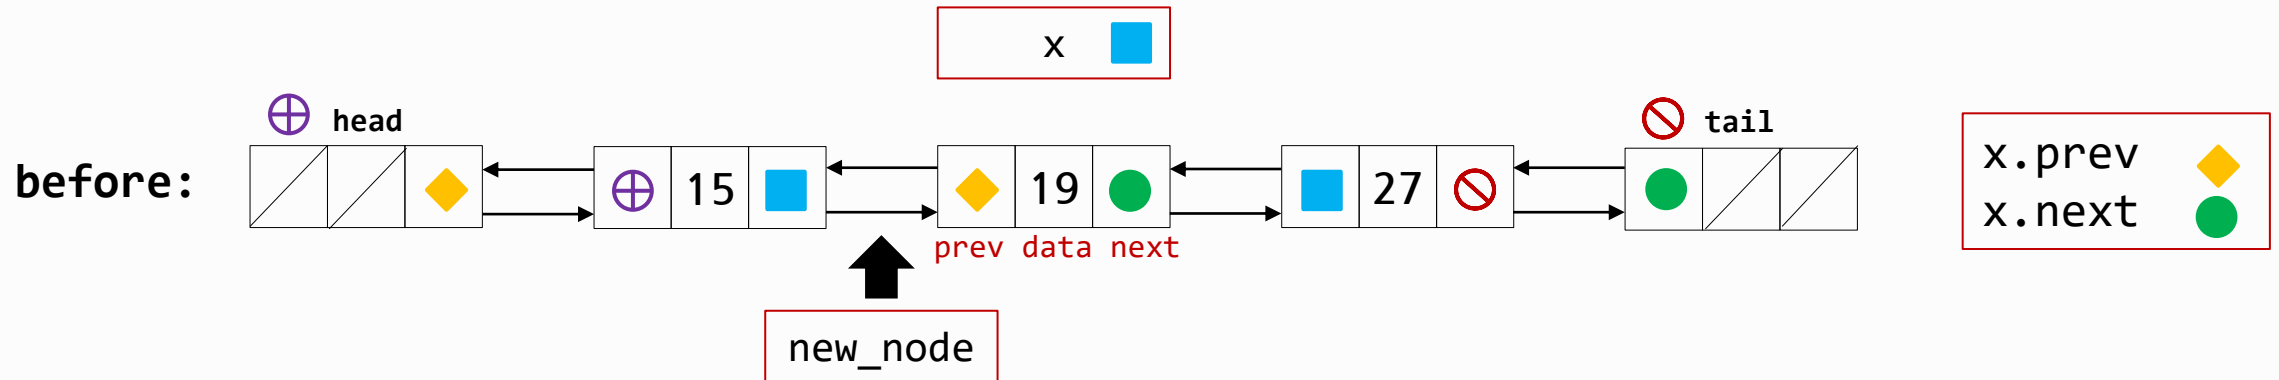 x
head
tail
before:
15
19
27
prev data next
x.prev
x.next
new_node